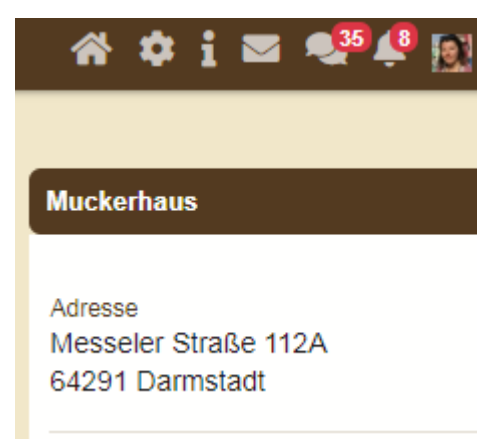 35 8
Muckerhaus
Adresse
Messeler Straße 112A
64291 Darmstadt